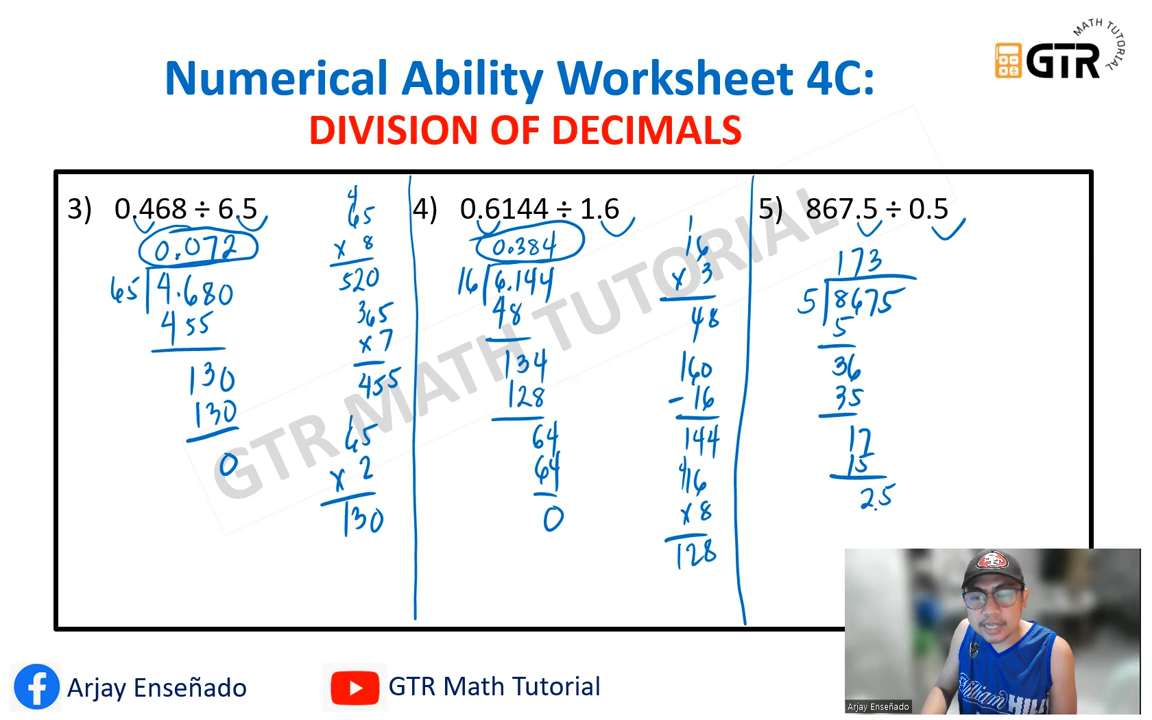 MATH TUTORIAL
GTR
Numerical Ability Worksheet 4C:
DIVISION OF DECIMALS
GTR MATH TUTORIAL
3) 0.468 ÷ 6.5
0.072
65 4.680
455
130
130
0
4
65
x 8
520
3
65
x 7
455
65
x 2
130
4) 0.6144 ÷ 1.6
0.384
16 6.144
48
134
128
64
64
0
1
16
x 3
48
160
- 16
144
4
16
x 8
128
5) 867.5 ÷ 0.5
173
5 8675
5
36
35
17
15
25
Arjay Enseñado
GTR Math Tutorial
Arjay Enseñado